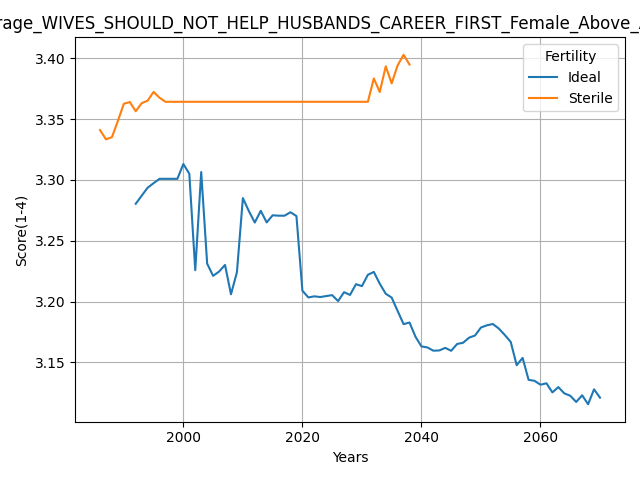 rage_WIVES_SHOULD_NOT_HELP_HUSBANDS_CAREER_FIRST_Female_Above_
Fertility
Ideal
Sterile
Score(1-4)
3.40
3.35
3.30
3.25
3.20
3.15
2000 2020 2040 2060
Years